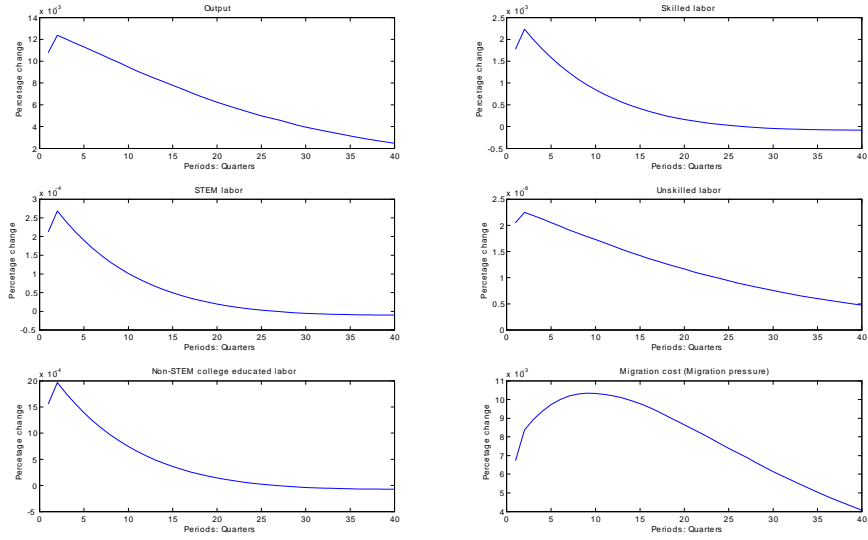 Output
x 10^-3
Percetage change
14
12
10
8
6
4
2
0 5 10 15 20 25 30 35 40
Periods: Quarters
Skilled labor
x 10^-3
Percetage change
2.5
2
1.5
1
0.5
0
-0.5
0 5 10 15 20 25 30 35 40
Periods: Quarters
STEM labor
x 10^-4
Percetage change
3
2.5
2
1.5
1
0.5
0
-0.5
0 5 10 15 20 25 30 35 40
Periods: Quarters
Unskilled labor
x 10^-8
Percetage change
2.5
2
1.5
1
0.5
0
0 5 10 15 20 25 30 35 40
Periods: Quarters
Non-STEM college educated labor
x 10^-4
Percetage change
20
15
10
5
0
-5
0 5 10 15 20 25 30 35 40
Periods: Quarters
Migration cost (Migration pressure)
x 10^-3
Percetage change
11
10
9
8
7
6
5
4
0 5 10 15 20 25 30 35 40
Periods: Quarters